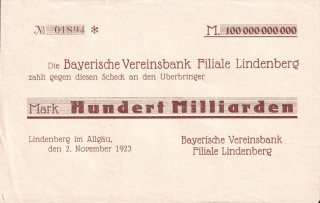 № 01894 *
M. 100 000 000 000
Die Bayerische Vereinsbank Filiale Lindenberg
zahlt gegen diesen Scheck an den Überbringer
Mark Hundert Milliarden
Lindenberg im Allgäu,
den 2. November 1923
Bayerische Vereinsbank
Filiale Lindenberg